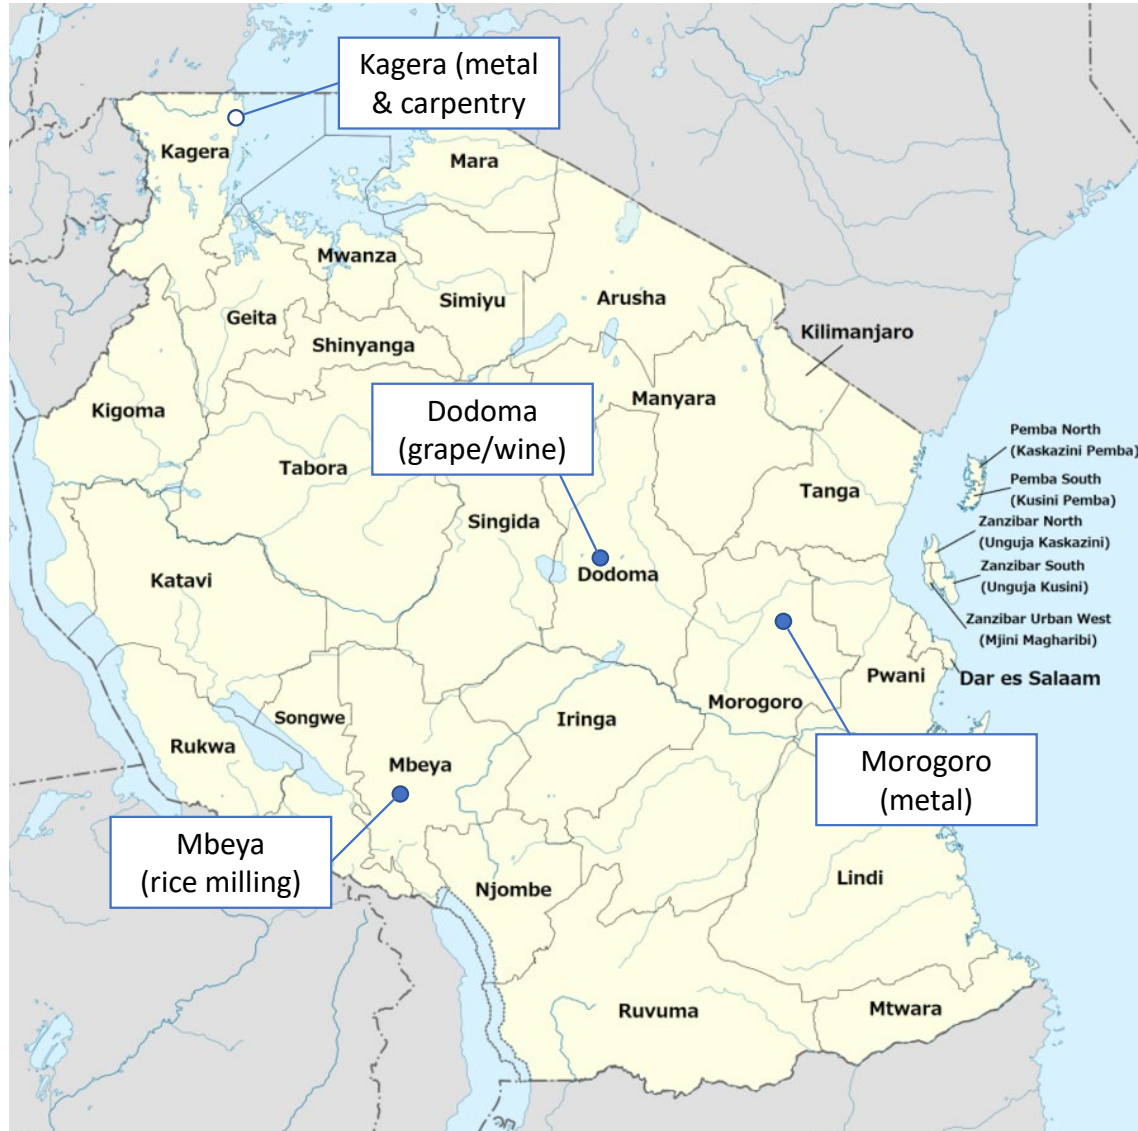 Kagera (metal
& carpentry
Kagera
Mara
Mwanza
Simiyu
Arusha
Geita
Shinyanga
Kilimanjaro
Kigoma
Dodoma
(grape/wine)
Manyara
Tabora
Singida
Tanga
Pemba North
(Kaskazini Pemba)
Pemba South
(Kusini Pemba)
Zanzibar North
(Unguja Kaskazini)
Zanzibar South
(Unguja Kusini)
Zanzibar Urban West
(Mjini Magharibi)
Katavi
Dodoma
Pwani
Dar es Salaam
Morogoro
Songwe
Iringa
Rukwa
Mbeya
Morogoro
(metal)
Mbeya
(rice milling)
Njombe
Lindi
Ruvuma
Mtwara